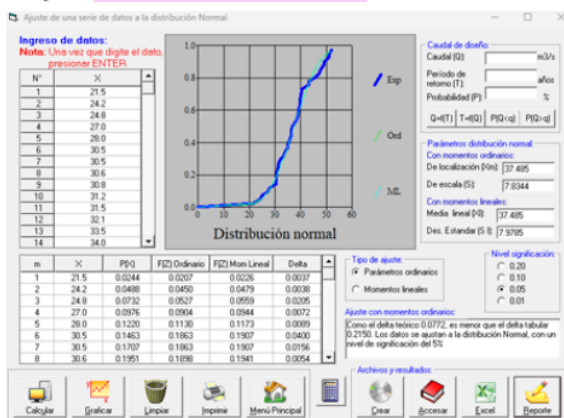 Ajuste de una serie de datos a la distribución Normal
Ingreso de datos:
Nota: Una vez que digite el dato,
presionar ENTER
N° X
1 21.5
2 24.2
3 24.8
4 27.0
5 28.0
6 30.5
7 30.5
8 30.6
9 30.8
10 31.2
11 31.5
12 32.1
13 33.5
14 34.0
1.0
0.8
0.6
0.4
0.2
0.0
0 10 20 30 40 50 60
Exp
Ord
ML
Distribución normal
Caudal de diseño:
Caudal (Q): m3/s
Período de
retorno (T): años
Probabilidad (P): %
Q=f(T) T=f(Q) P(Q<q) P(Q>q)
Parámetros distribución normal:
Con momentos ordinarios:
De localización (Xm): 37.485
De escala (S): 7.8344
Con momentos lineales:
Media lineal (Xl): 37.485
Des. Estandar (S l): 7.9785
m X P(X) F(Z) Ordinario F(Z) Mom Lineal Delta
1 21.5 0.0244 0.0207 0.0226 0.0037
2 24.2 0.0488 0.0450 0.0479 0.0038
3 24.8 0.0732 0.0527 0.0559 0.0205
4 27.0 0.0976 0.0904 0.0944 0.0072
5 28.0 0.1220 0.1130 0.1173 0.0089
6 30.5 0.1463 0.1863 0.1907 0.0400
7 30.5 0.1707 0.1863 0.1907 0.0156
8 30.6 0.1951 0.1898 0.1941 0.0054
Tipo de ajuste:
Parámetros ordinarios
Momentos lineales
Nivel significación:
0.20
0.10
0.05
0.01
Ajuste con momentos ordinarios:
Como el delta teórico 0.0772, es menor que el delta tabular
0.2150. Los datos se ajustan a la distribución Normal, con un
nivel de significación del 5%
Archivos y resultados:
Calcular Graficar Limpiar Imprimir Menú Principal Crear Accesar Excel Reporte